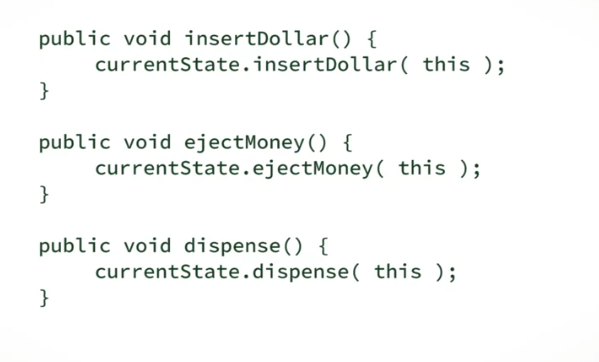 public void insertDollar() {
currentState.insertDollar( this );
}
public void ejectMoney() {
currentState.ejectMoney( this );
}
public void dispense() {
currentState.dispense( this );
}